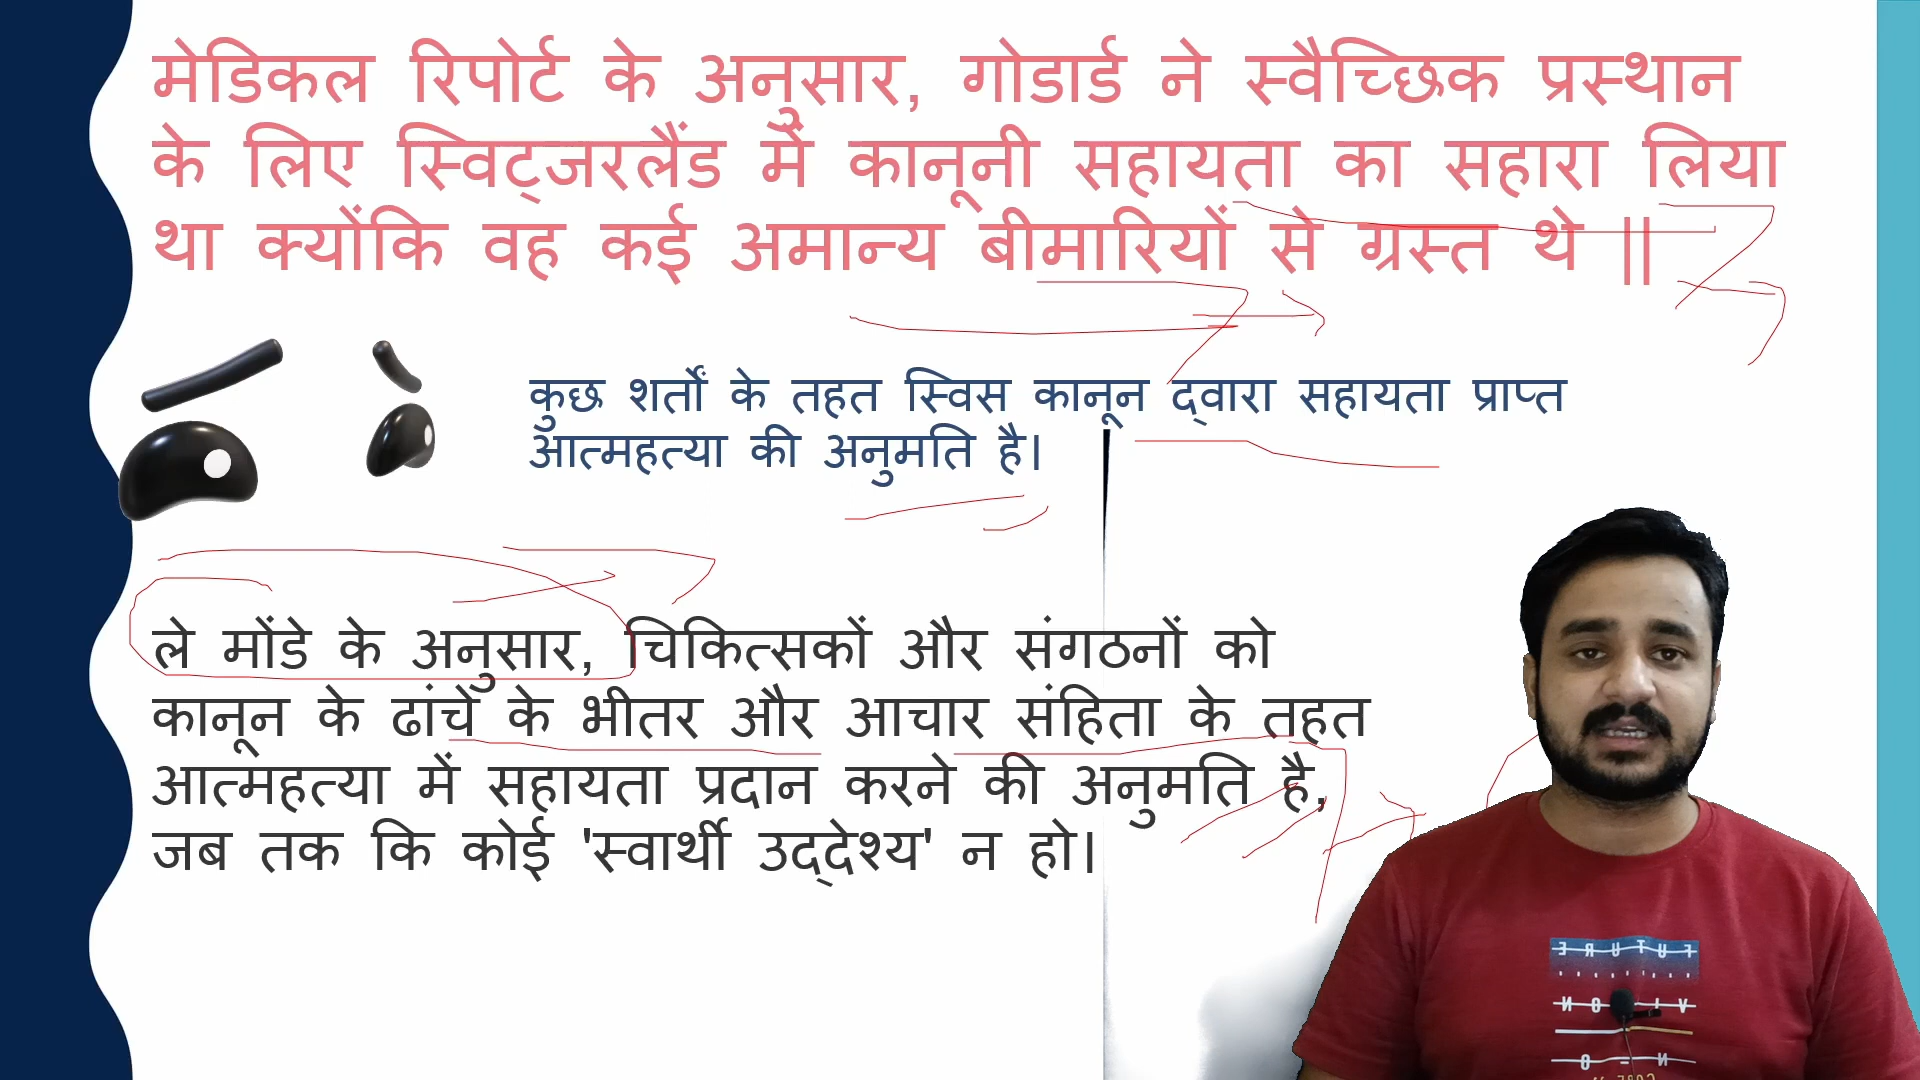 मेडिकल रिपोर्ट के अनुसार, गोडार्ड ने स्वैच्छिक प्रस्थान
के लिए स्विट्जरलैंड में कानूनी सहायता का सहारा लिया
था क्योंकि वह कई अमान्य बीमारियों से ग्रस्त थे ||
कुछ शर्तों के तहत स्विस कानून द्वारा सहायता प्राप्त
आत्महत्या की अनुमति है।
ले मोंडे के अनुसार, चिकित्सकों और संगठनों को
कानून के ढांचे के भीतर और आचार संहिता के तहत
आत्महत्या में सहायता प्रदान करने की अनुमति है,
जब तक कि कोई 'स्वार्थी उद्देश्य' न हो।
FUTURE